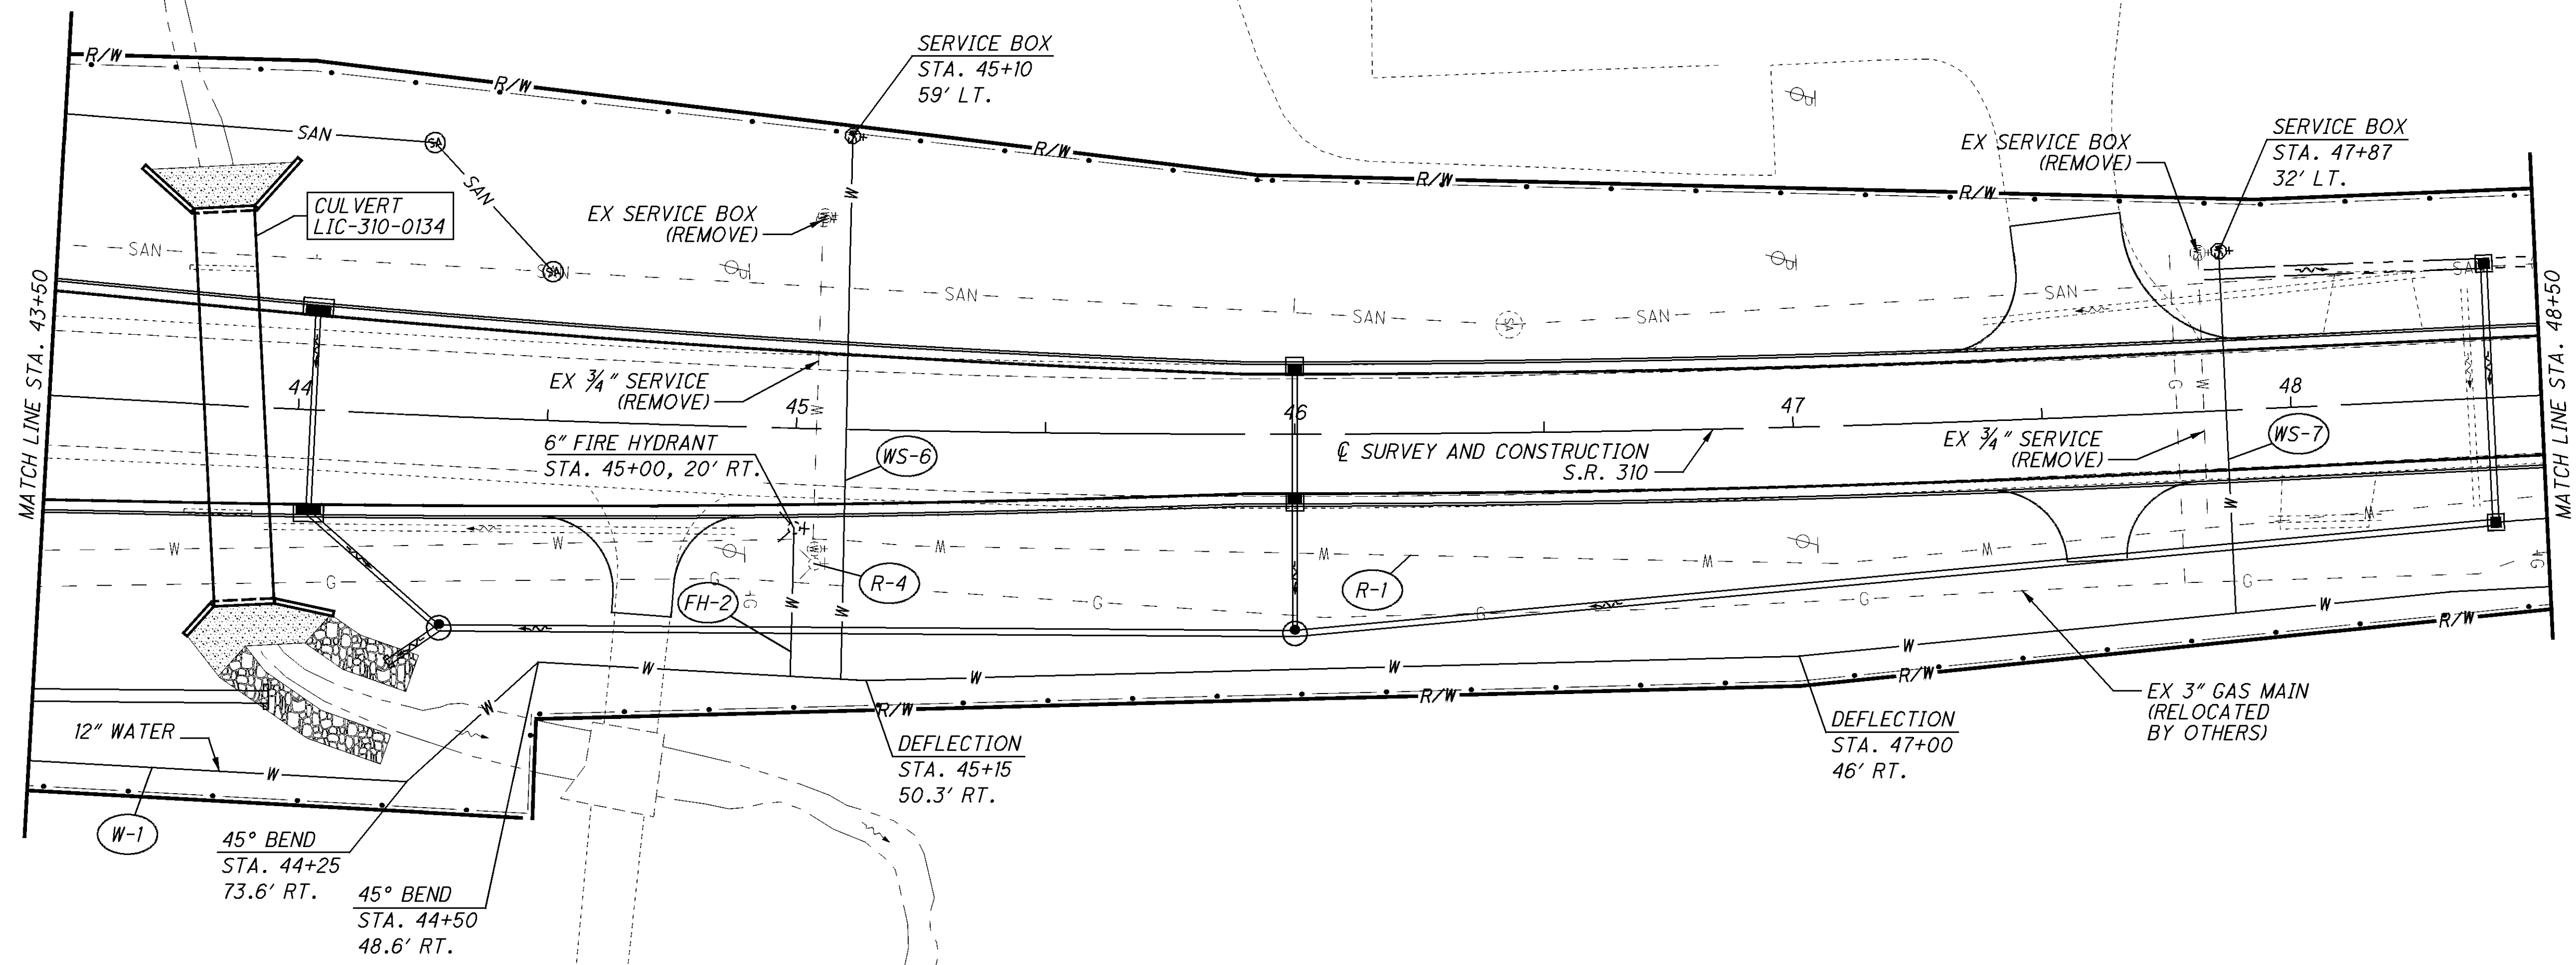 R/W
R/W
R/W
R/W
R/W
SERVICE BOX
STA. 45+10
59' LT.
SERVICE BOX
STA. 47+87
32' LT.
EX SERVICE BOX
(REMOVE)
SAN
SA
SAN
CULVERT
LIC-310-0134
EX SERVICE BOX
(REMOVE)
W
SAN
SAN
SA
SAN
SAN
SA
SAN
SAN
SA
MATCH LINE STA. 43+50
MATCH LINE STA. 48+50
44
45
46
47
48
EX ¾" SERVICE
(REMOVE)
W
G
W
6" FIRE HYDRANT
STA. 45+00, 20' RT.
WS-6
℄ SURVEY AND CONSTRUCTION
S.R. 310
EX ¾" SERVICE
(REMOVE)
WS-7
W
W
W
W
W
W
W
W
W
G
G
G
G
G
G
G
G
R-4
R-1
FH-2
W
W
W
W
W
W
W
W
R/W
R/W
R/W
R/W
12" WATER
W
W-1
EX 3" GAS MAIN
(RELOCATED
BY OTHERS)
DEFLECTION
STA. 45+15
50.3' RT.
DEFLECTION
STA. 47+00
46' RT.
45° BEND
STA. 44+25
73.6' RT.
45° BEND
STA. 44+50
48.6' RT.